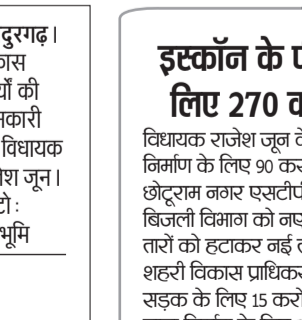 दुरगढ़।
कास
र्यों की
नकारी
विधायक
श जून।
टो:
भूमि
इस्कॉन के
लिए 270 क
विधायक राजेश जून
निर्माण के लिए 90 कर
छोटूराम नगर एसटीपी
बिजली विभाग को नए
तारों को हटाकर नई
शहरी विकास प्राधिकर
सड़क के लिए 15 करो